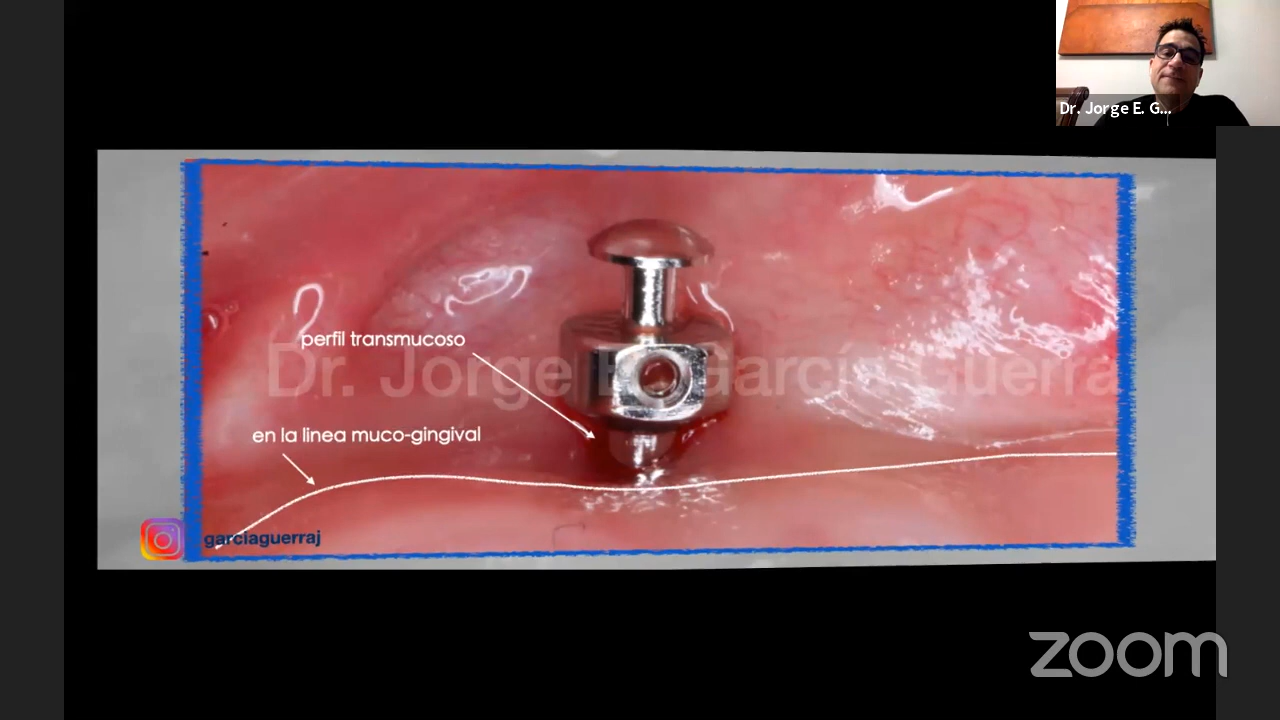 Dr. Jorge E. G...
perfil transmucoso
Dr. Jorge E. García Guerra
en la linea muco-gingival
garciaguerraj
zoom